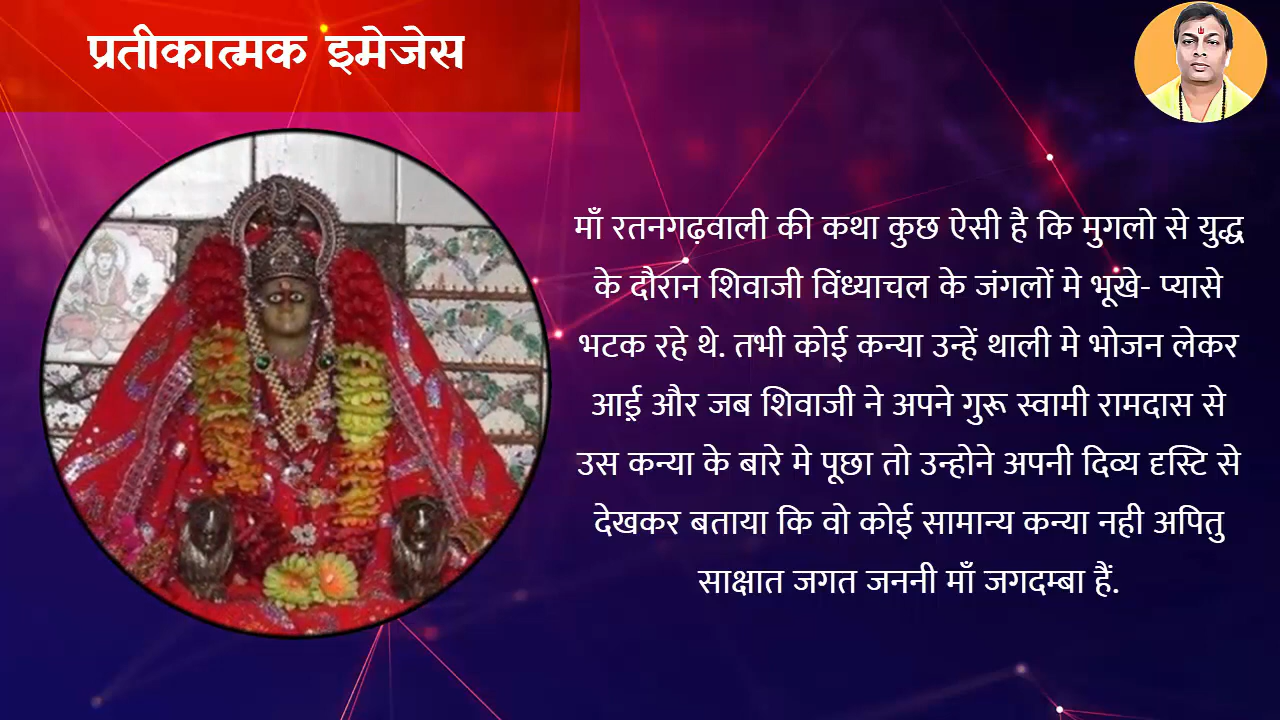 प्रतीकात्मक इमेजेस
माँ रतनगढ़वाली की कथा कुछ ऐसी है कि मुगलो से युद्ध
के दौरान शिवाजी विंध्याचल के जंगलों मे भूखे- प्यासे
भटक रहे थे. तभी कोई कन्या उन्हें थाली मे भोजन लेकर
आई़ और जब शिवाजी ने अपने गुरू स्वामी रामदास से
उस कन्या के बारे मे पूछा तो उन्होने अपनी दिव्य दृस्टि से
देखकर बताया कि वो कोई सामान्य कन्या नही अपितु
साक्षात जगत जननी माँ जगदम्बा हैं.